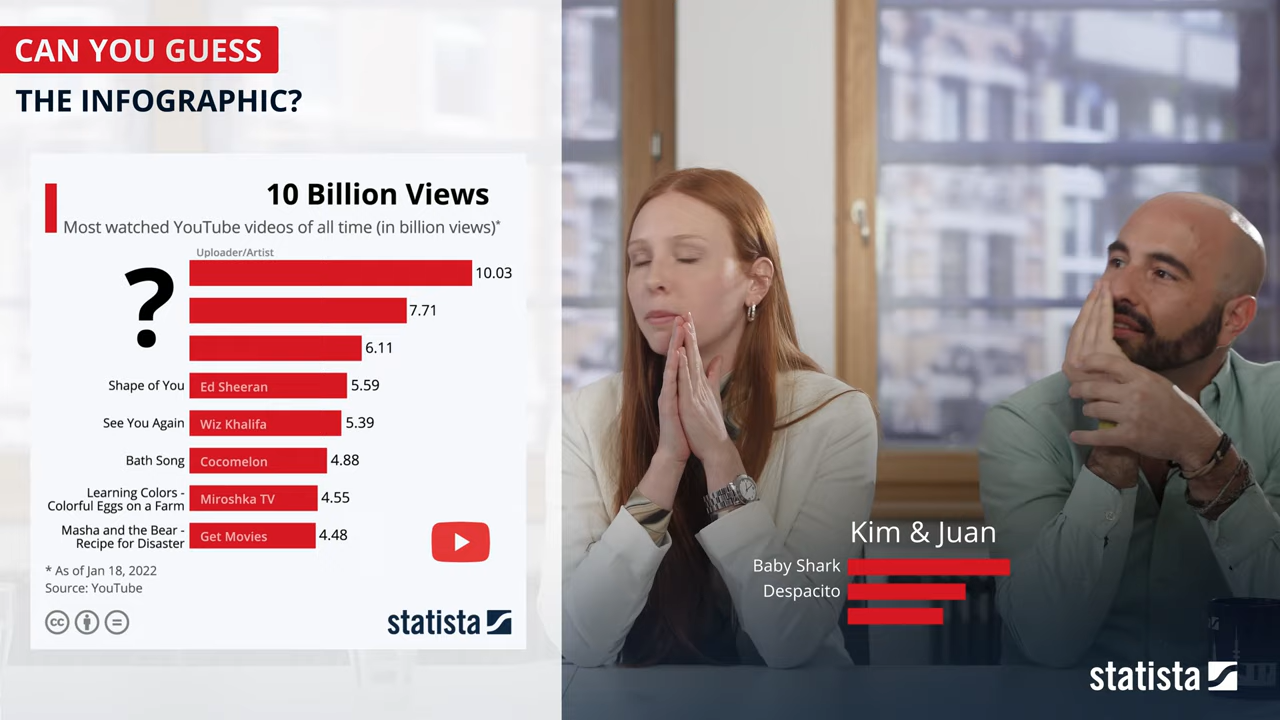 CAN YOU GUESS
THE INFOGRAPHIC?
10 Billion Views
Most watched YouTube videos of all time (in billion views)*
Uploader/Artist
?
10.03
7.71
6.11
Shape of You Ed Sheeran 5.59
See You Again Wiz Khalifa 5.39
Bath Song Cocomelon 4.88
Learning Colors -
Colorful Eggs on a Farm Miroshka TV 4.55
Masha and the Bear -
Recipe for Disaster Get Movies 4.48
* As of Jan 18, 2022
Source: YouTube
cc
statista
Kim & Juan
Baby Shark
Despacito
statista